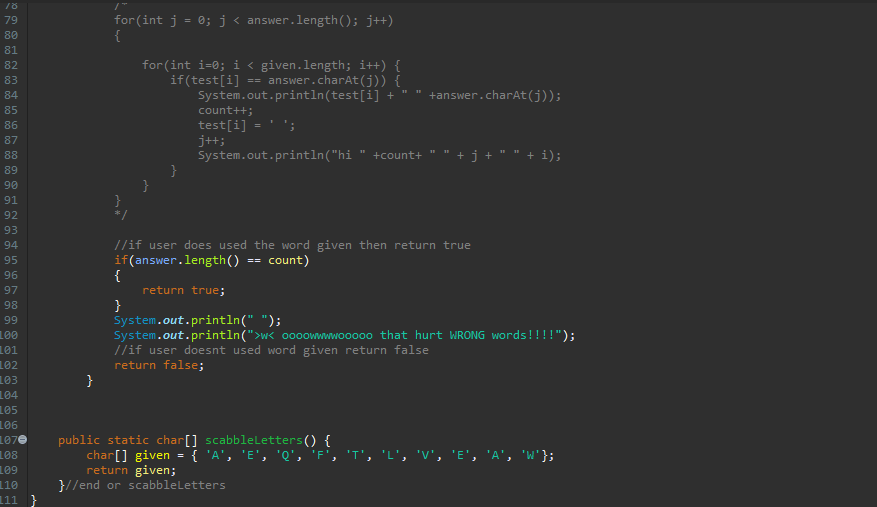 78 /*
79 for(int j = 0; j < answer.length(); j++)
80 {
81
82 for(int i=0; i < given.length; i++) {
83 if(test[i] == answer.charAt(j)) {
84 System.out.println(test[i] + " " +answer.charAt(j));
85 count++;
86 test[i] = ' ';
87 j++;
88 System.out.println("hi " +count+ " " + j + " " + i);
89 }
90 }
91 }
92 */
93
94 //if user does used the word given then return true
95 if(answer.length() == count)
96 {
97 return true;
98 }
99 System.out.println(" ");
100 System.out.println(">w< oooowwwwooooo that hurt WRONG words!!!!");
101 //if user doesnt used word given return false
102 return false;
103 }
104
105
106
107 public static char[] scabbleLetters() {
108 char[] given = { 'A', 'E', 'Q', 'F', 'T', 'L', 'V', 'E', 'A', 'W'};
109 return given;
110 }//end or scabbleLetters
111 }